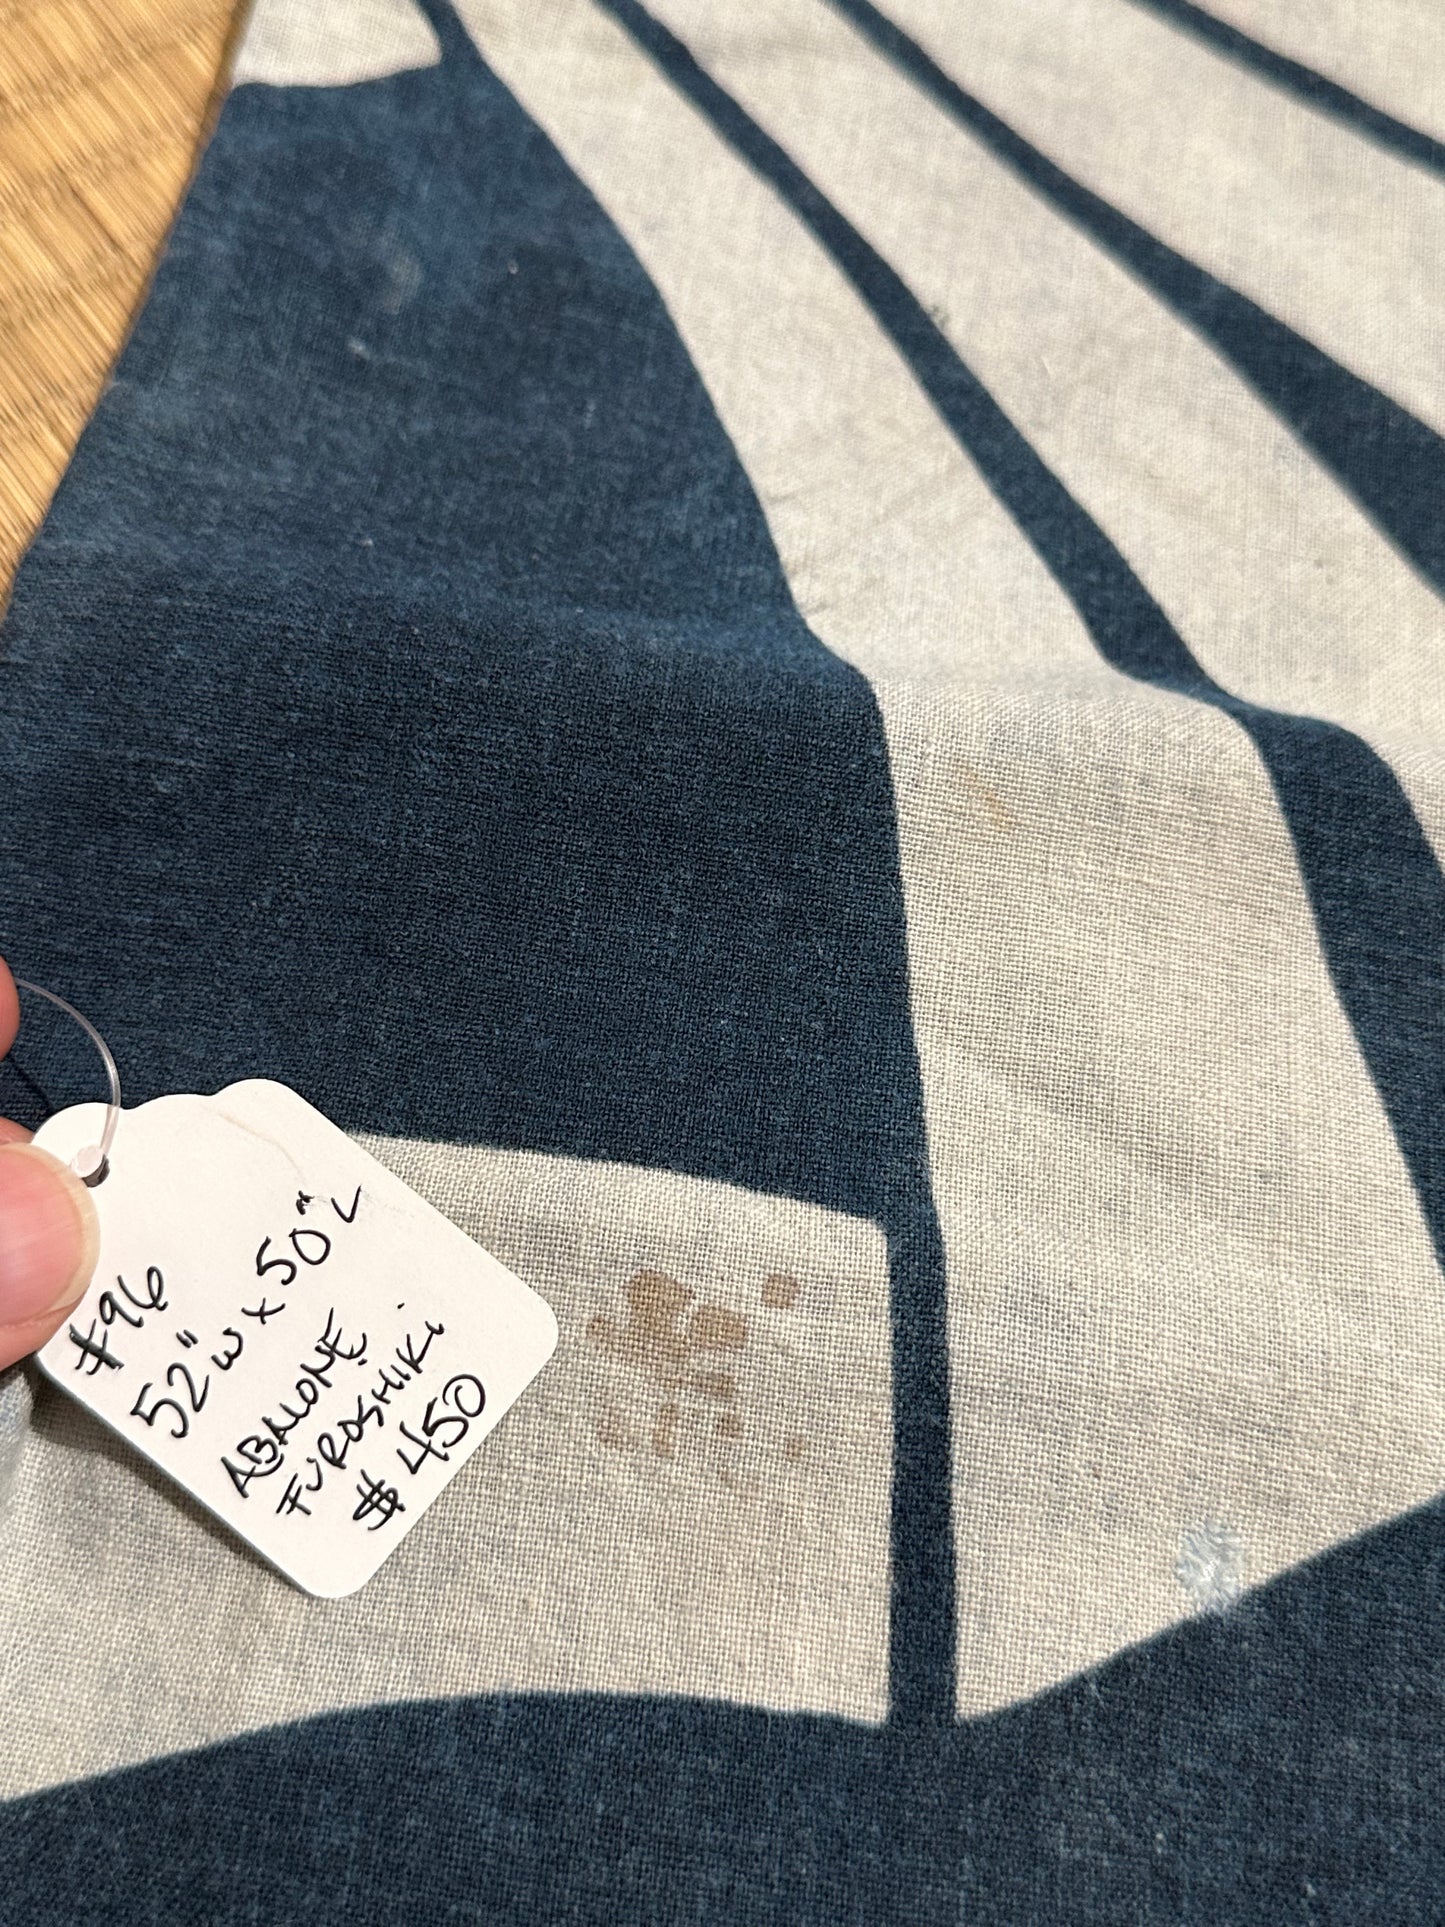 #96
52"W x 50"L
ABALONE
FUROSHIKI
$450